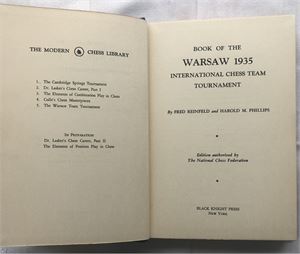 THE MODERN CHESS LIBRARY
1. The Cambridge Springs Tournament
2. Dr. Lasker's Chess Career, Part I
3. The Elements of Combination Play in Chess
4. Colle's Chess Masterpieces
5. The Warsaw Team Tournament
IN PREPARATION
Dr. Lasker's Chess Career, Part II
The Elements of Position Play in Chess
BOOK OF THE
WARSAW 1935
INTERNATIONAL CHESS TEAM
TOURNAMENT
By FRED REINFELD and HAROLD M. PHILLIPS
Edition authorized by
The National Chess Federation
BLACK KNIGHT PRESS
New York